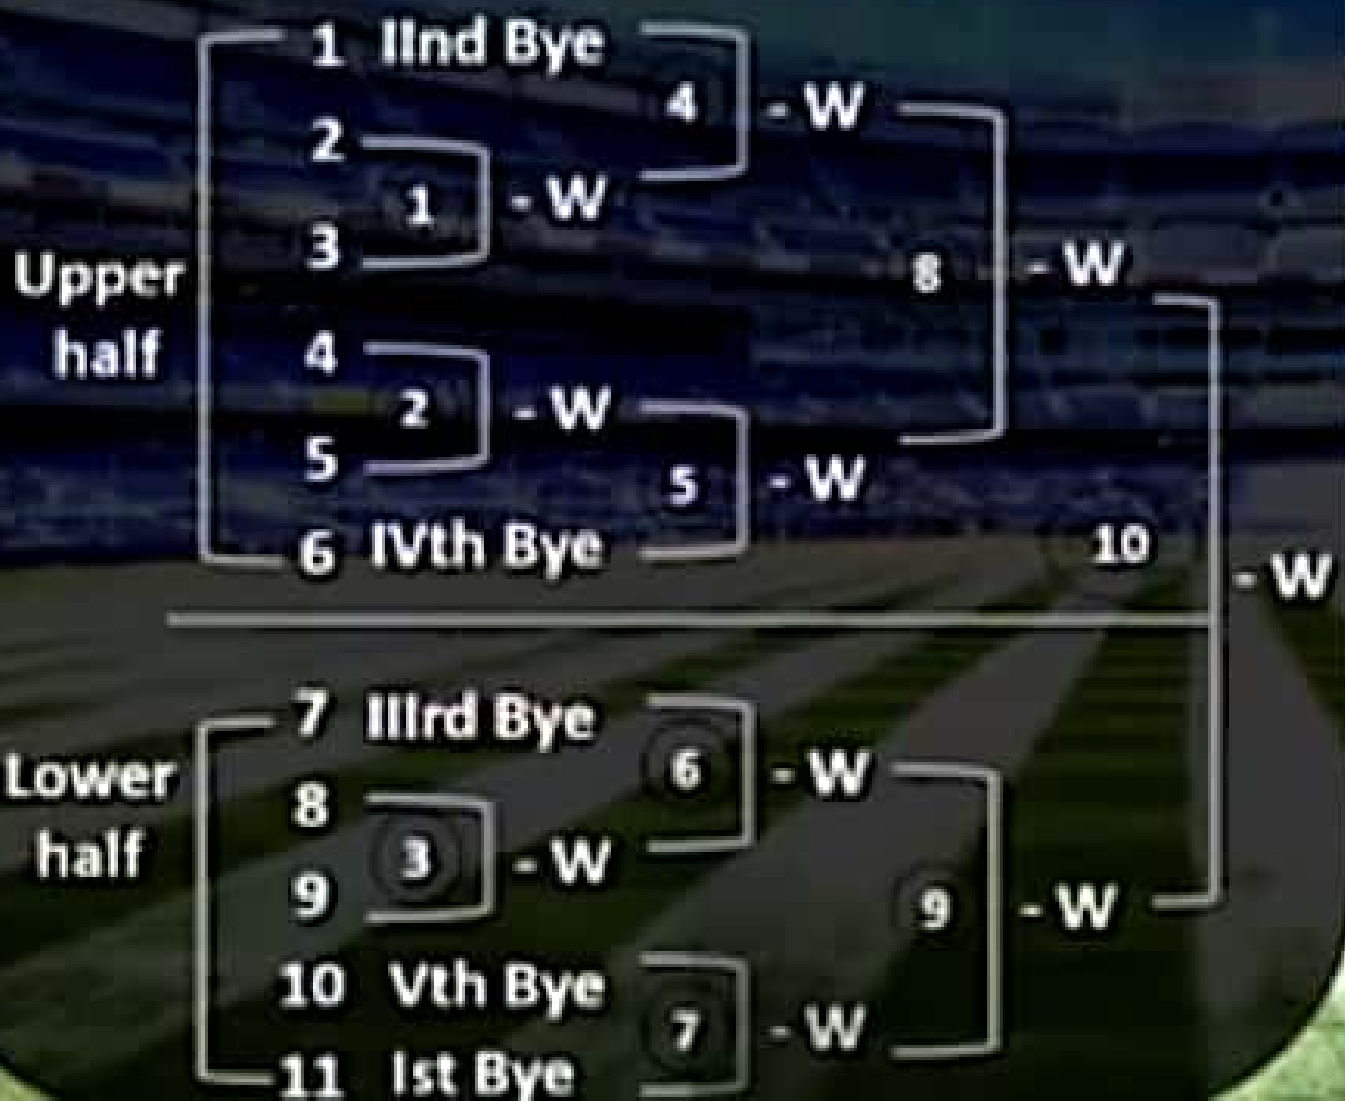 1 IInd Bye
4 - W
2
1 - W
3
8 - W
Upper
half
4
2 - W
5
5 - W
6 IVth Bye
10 - W
7 IIIrd Bye
6 - W
Lower
half
8
3 - W
9
9 - W
10 Vth Bye
7 - W
11 Ist Bye